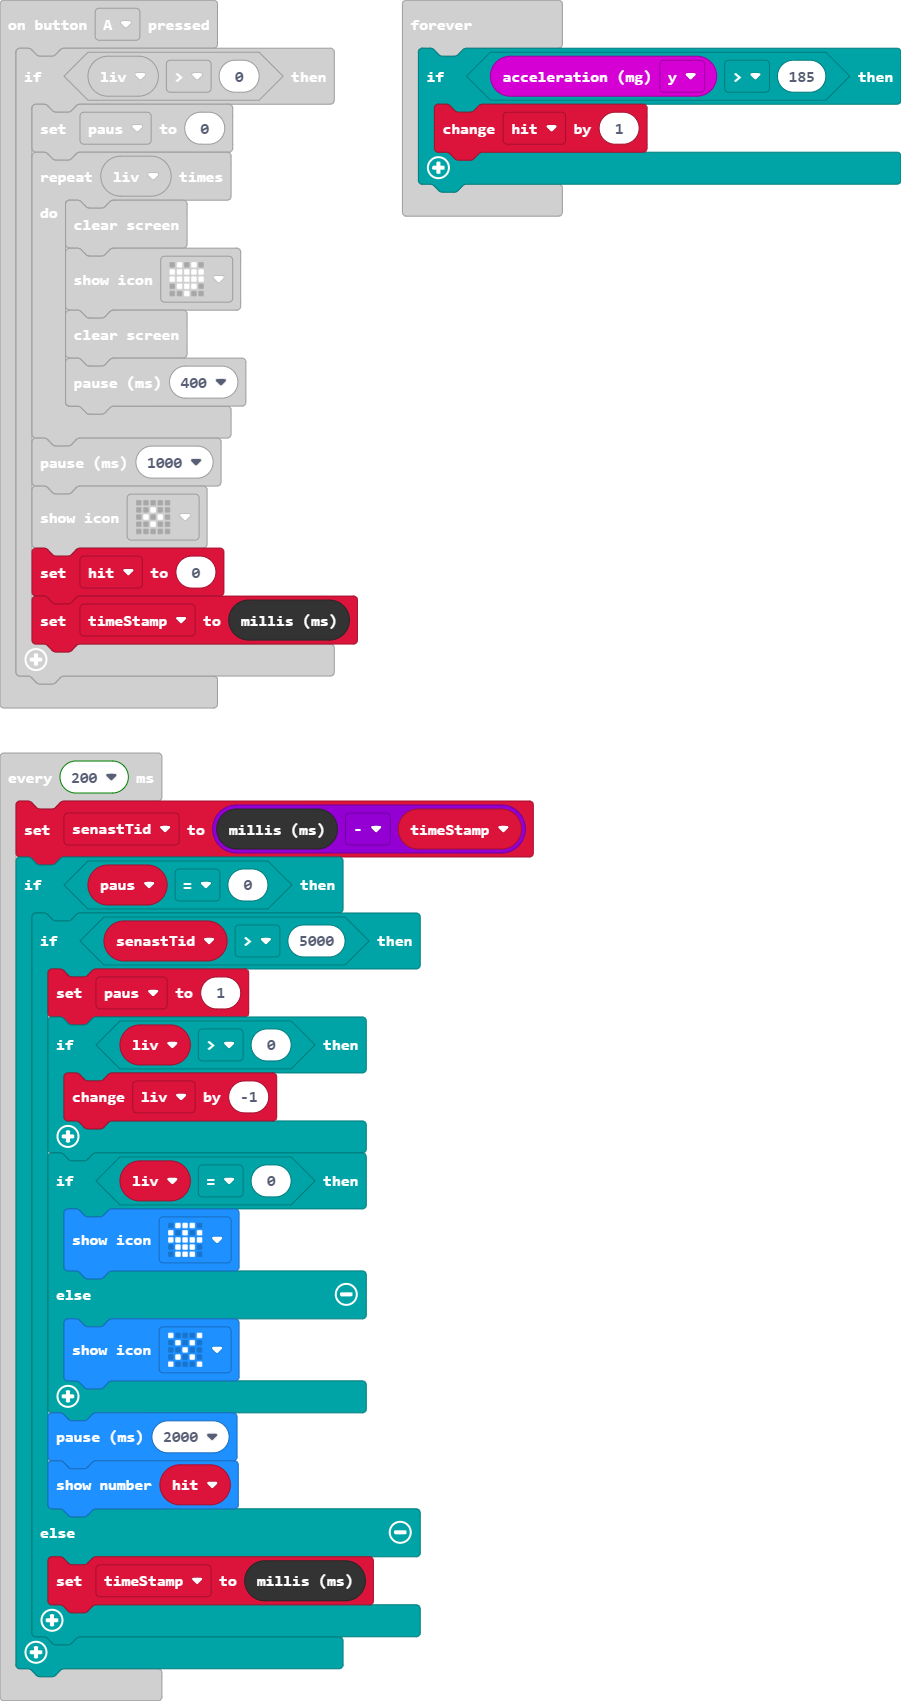 on button A pressed
if liv > 0 then
set paus to 0
repeat liv times
do
clear screen
show icon
clear screen
pause (ms) 400
pause (ms) 1000
show icon
set hit to 0
set timeStamp to millis (ms)
forever
if acceleration (mg) y > 185 then
change hit by 1
every 200 ms
set senastTid to millis (ms) - timeStamp
if paus = 0 then
if senastTid > 5000 then
set paus to 1
if liv > 0 then
change liv by -1
if liv = 0 then
show icon
else
show icon
pause (ms) 2000
show number hit
else
set timeStamp to millis (ms)